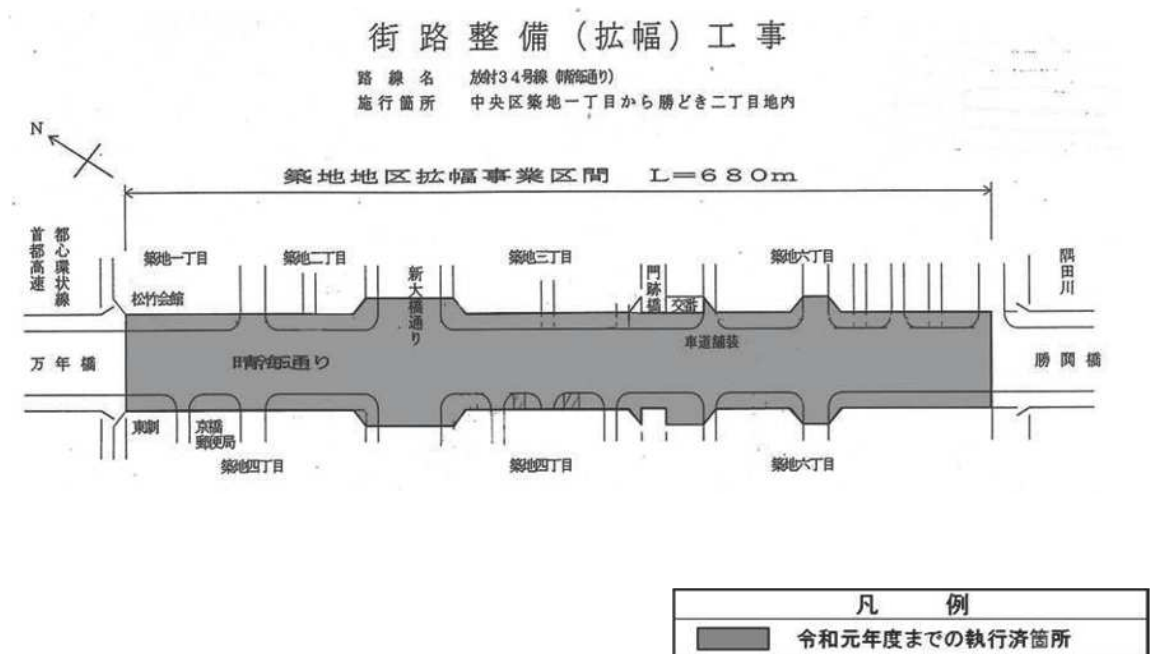 街路整備(拡幅)工事
路線名 放射34号線(晴海通り)
施行箇所 中央区築地一丁目から勝どき二丁目地内
N
築地地区拡幅事業区間 L=680m
首都高速
都心環状線
築地一丁目
築地二丁目
新大橋通り
築地三丁目
門跡橋
交番
築地六丁目
隅田川
松竹会館
車道舗装
万年橋
晴海通り
勝関橋
東劇
京橋
郵便局
築地四丁目
築地四丁目
築地六丁目
凡例
令和元年度までの執行済箇所